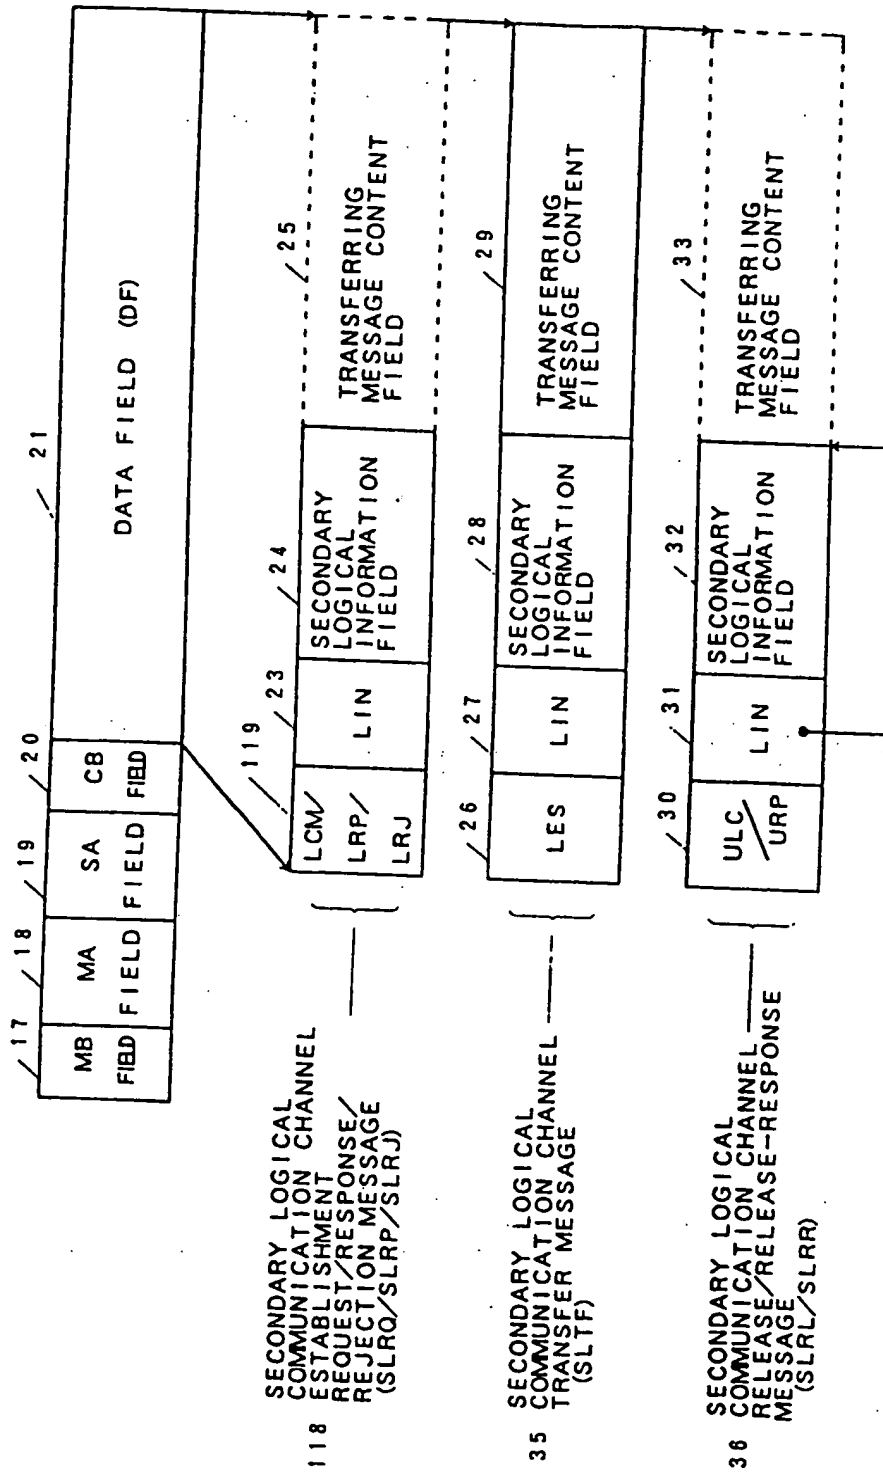 17
18
19
20
21
MB
FIELD
MA
FIELD
SA
FIELD
CB
FIELD
DATA FIELD (DF)
118
SECONDARY LOGICAL
COMMUNICATION CHANNEL
ESTABLISHMENT
REQUEST/RESPONSE/
REJECTION MESSAGE
(SLRQ/SLRP/SLRJ)
119
23
24
25
LCM/
LRP/
LRJ
LIN
SECONDARY
LOGICAL
INFORMATION
FIELD
TRANSFERRING
MESSAGE CONTENT
FIELD
35
SECONDARY LOGICAL
COMMUNICATION CHANNEL
TRANSFER MESSAGE
(SLTF)
26
27
28
29
LES
LIN
SECONDARY
LOGICAL
INFORMATION
FIELD
TRANSFERRING
MESSAGE CONTENT
FIELD
36
SECONDARY LOGICAL
COMMUNICATION CHANNEL
RELEASE/RELEASE-RESPONSE
MESSAGE
(SLRL/SLRR)
30
31
32
33
ULC
/URP
LIN
SECONDARY
LOGICAL
INFORMATION
FIELD
TRANSFERRING
MESSAGE CONTENT
FIELD